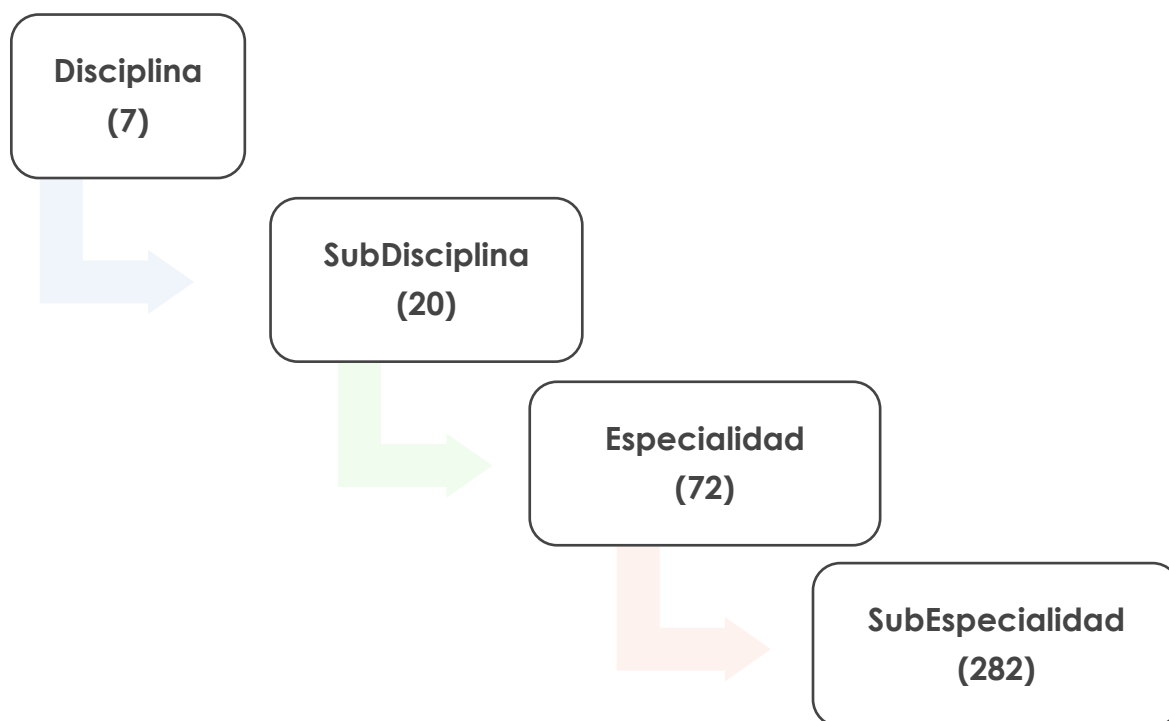 Disciplina
(7)
SubDisciplina
(20)
Especialidad
(72)
SubEspecialidad
(282)